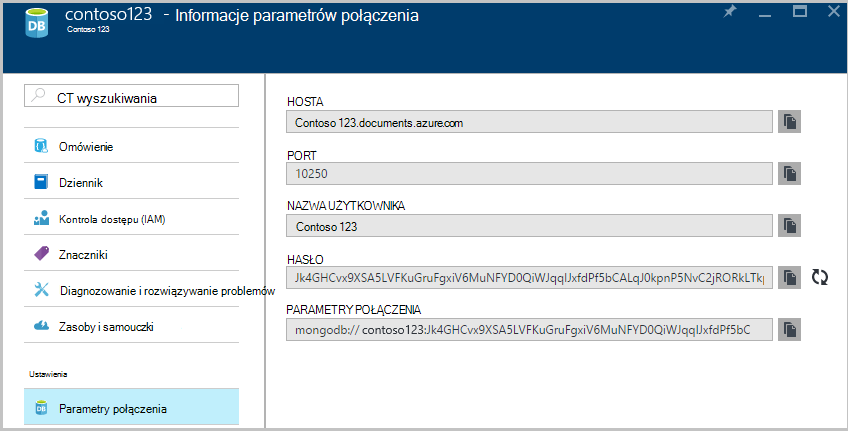 contoso123 - Informacje parametrów połączenia
Contoso 123
CT wyszukiwania
Omówienie
Dziennik
Kontrola dostępu (IAM)
Znaczniki
Diagnozowanie i rozwiązywanie problemów
Zasoby i samouczki
Ustawienia
Parametry połączenia
HOSTA
Contoso 123.documents.azure.com
PORT
10250
NAZWA UŻYTKOWNIKA
Contoso 123
HASŁO
Jk4GHCvx9XSA5LVFKuGruFgxiV6MuNFYD0QiWJqqIJxfdPf5bCALqJ0kpnP5NvC2jRORkLTkp
PARAMETRY POŁĄCZENIA
mongodb:// contoso123:Jk4GHCvx9XSA5LVFKuGruFgxiV6MuNFYD0QiWJqqIJxfdPf5bC